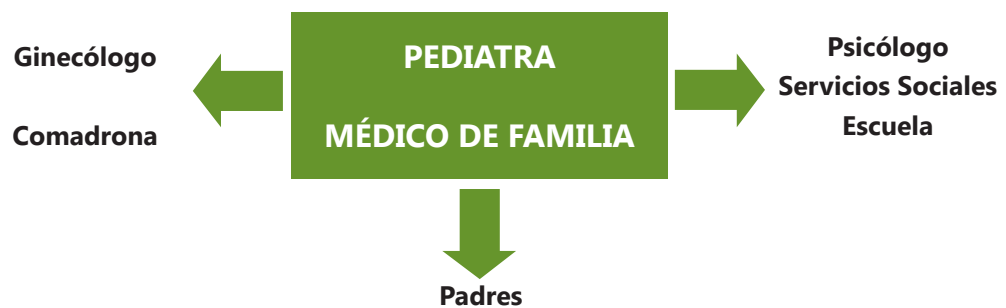 Ginecólogo
Comadrona
PEDIATRA
MÉDICO DE FAMILIA
Psicólogo
Servicios Sociales
Escuela
Padres